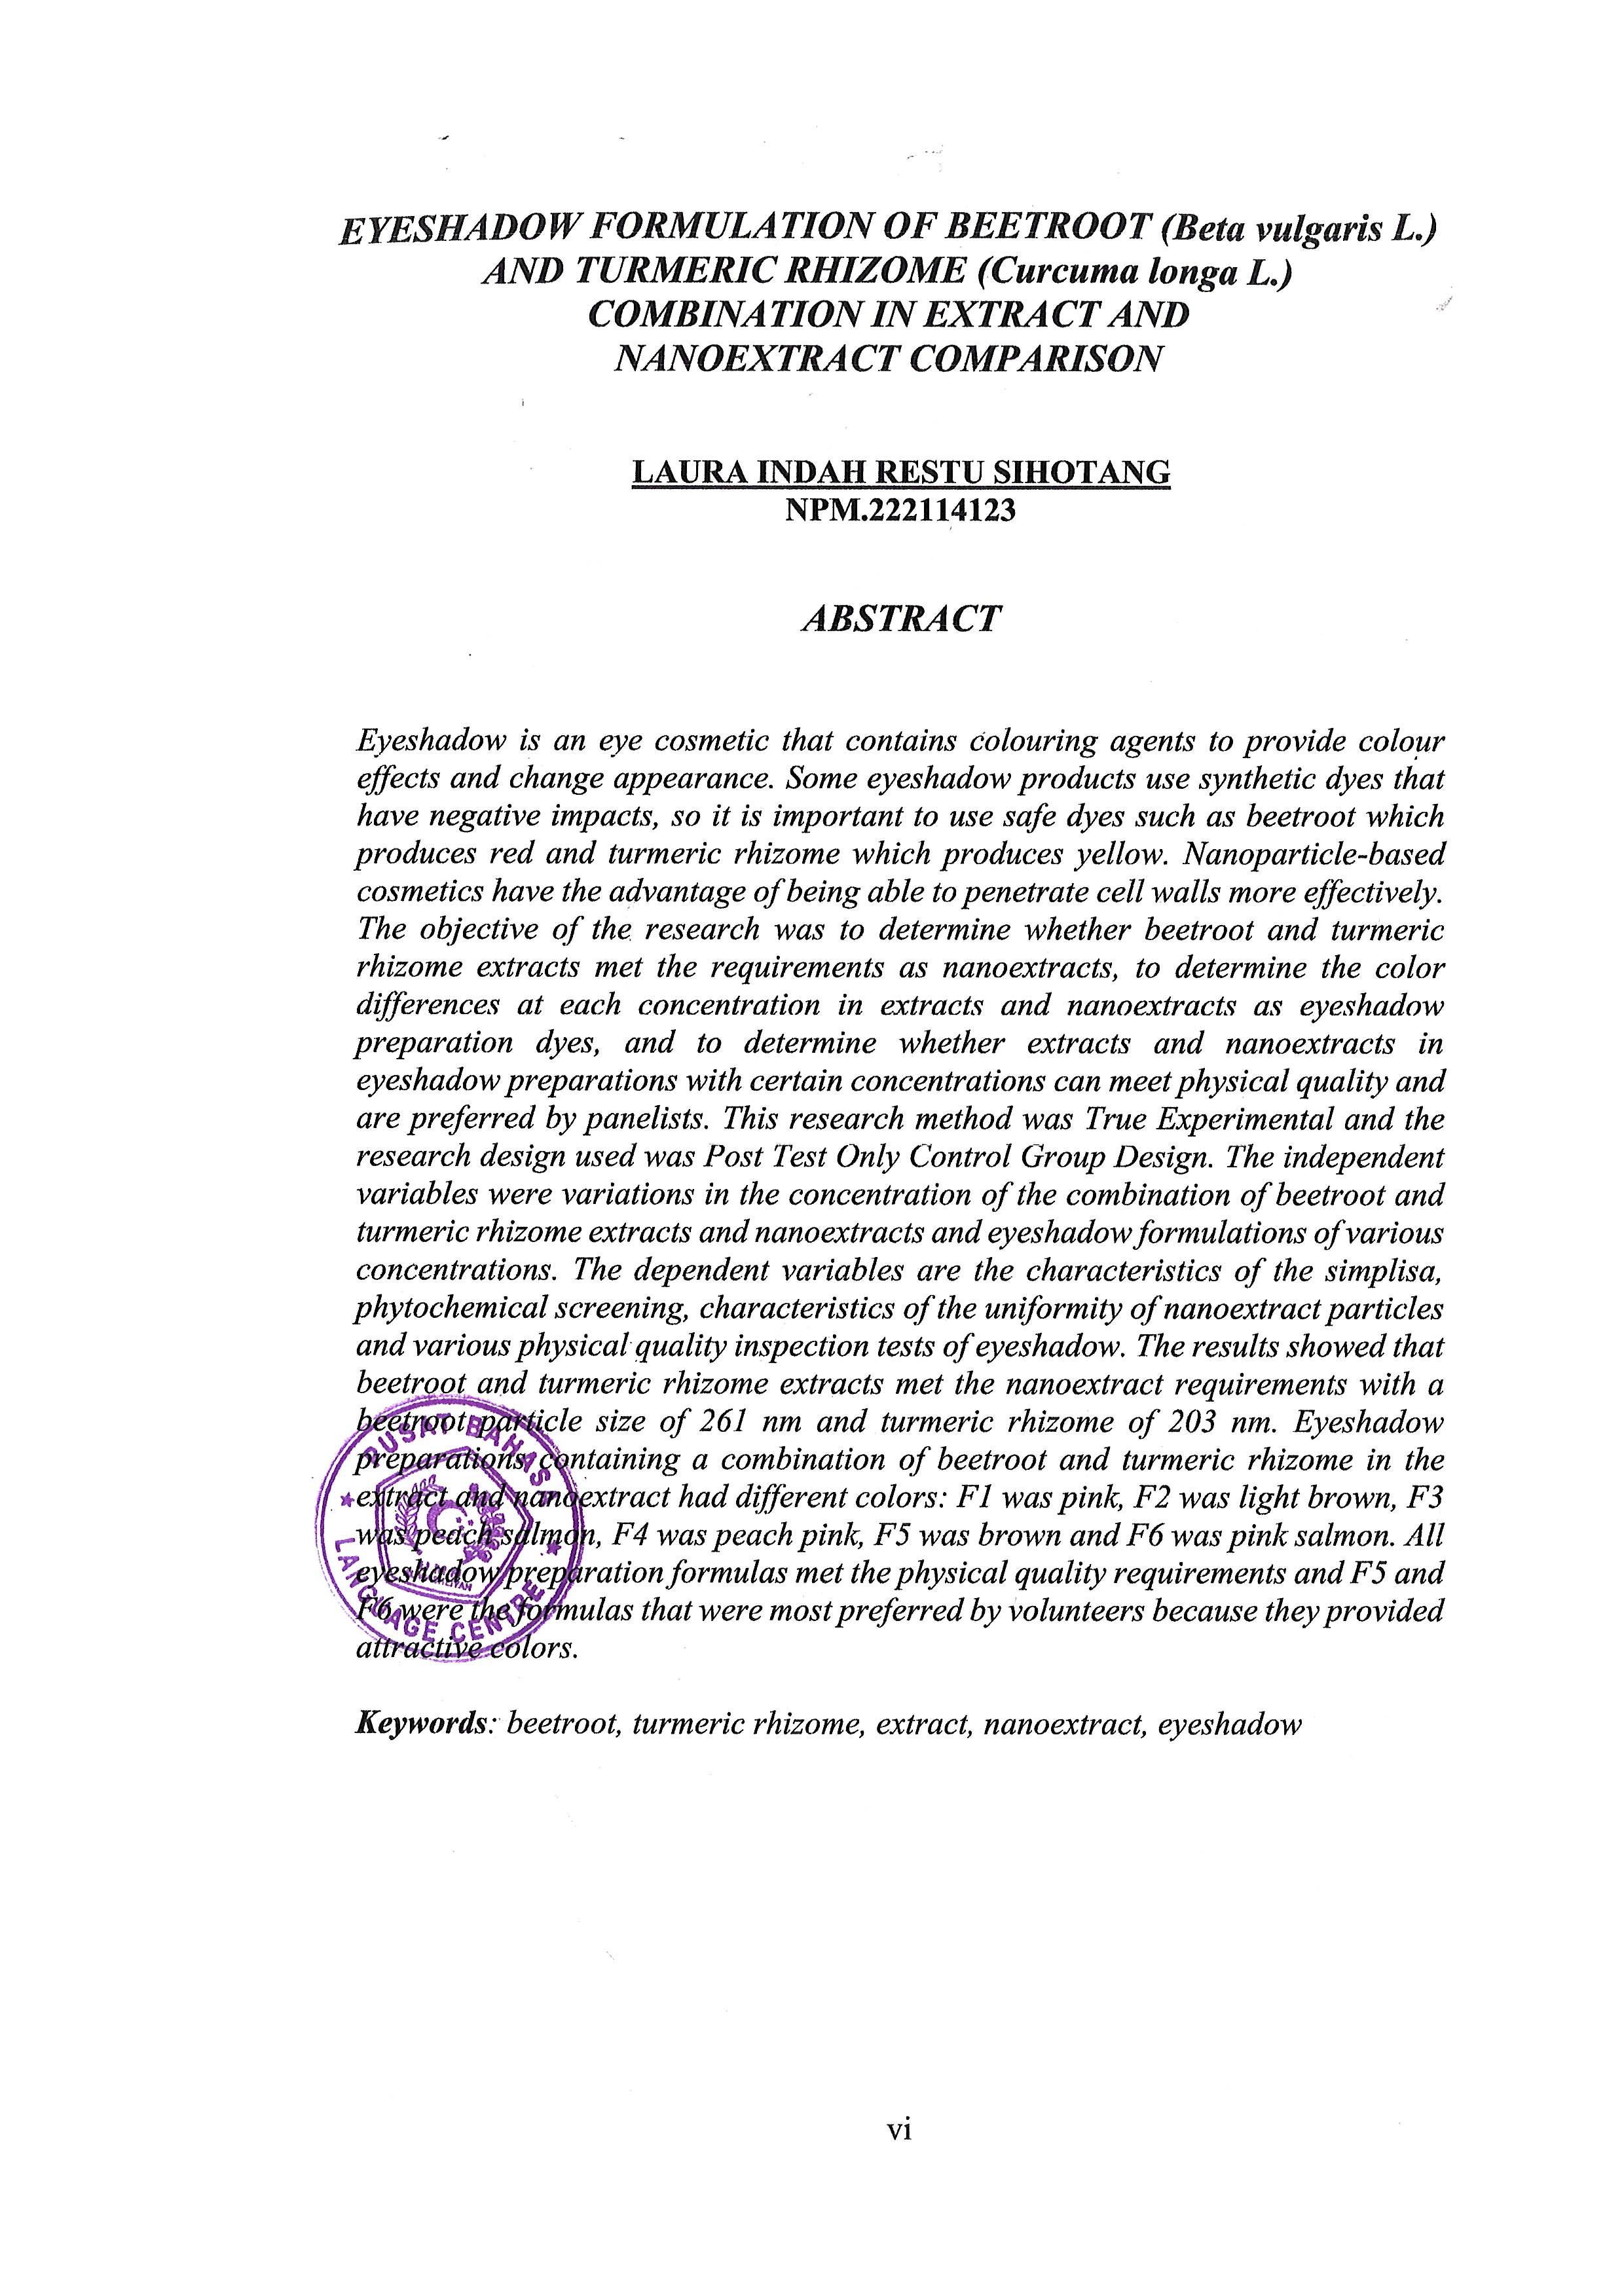 EYESHADOW FORMULATION OF BEETROOT (Beta vulgaris L.)
AND TURMERIC RHIZOME (Curcuma longa L.)
COMBINATION IN EXTRACT AND
NANOEXTRACT COMPARISON
LAURA INDAH RESTU SIHOTANG
NPM.222114123
ABSTRACT
Eyeshadow is an eye cosmetic that contains colouring agents to provide colour
effects and change appearance. Some eyeshadow products use synthetic dyes that
have negative impacts, so it is important to use safe dyes such as beetroot which
produces red and turmeric rhizome which produces yellow. Nanoparticle-based
cosmetics have the advantage of being able to penetrate cell walls more effectively.
The objective of the research was to determine whether beetroot and turmeric
rhizome extracts met the requirements as nanoextracts, to determine the color
differences at each concentration in extracts and nanoextracts as eyeshadow
preparation dyes, and to determine whether extracts and nanoextracts in
eyeshadow preparations with certain concentrations can meet physical quality and
are preferred by panelists. This research method was True Experimental and the
research design used was Post Test Only Control Group Design. The independent
variables were variations in the concentration of the combination of beetroot and
turmeric rhizome extracts and nanoextracts and eyeshadow formulations of various
concentrations. The dependent variables are the characteristics of the simplisa,
phytochemical screening, characteristics of the uniformity of nanoextract particles
and various physical quality inspection tests of eyeshadow. The results showed that
beetroot and turmeric rhizome extracts met the nanoextract requirements with a
beetroot particle size of 261 nm and turmeric rhizome of 203 nm. Eyeshadow
preparations containing a combination of beetroot and turmeric rhizome in the
extract and nanoextract had different colors: F1 was pink, F2 was light brown, F3
was peach salmon, F4 was peach pink, F5 was brown and F6 was pink salmon. All
eyeshadow preparation formulas met the physical quality requirements and F5 and
F6 were the formulas that were most preferred by volunteers because they provided
attractive colors.
PUSAT BAHASA
LANGUAGE CENTRE
Keywords: beetroot, turmeric rhizome, extract, nanoextract, eyeshadow
vi